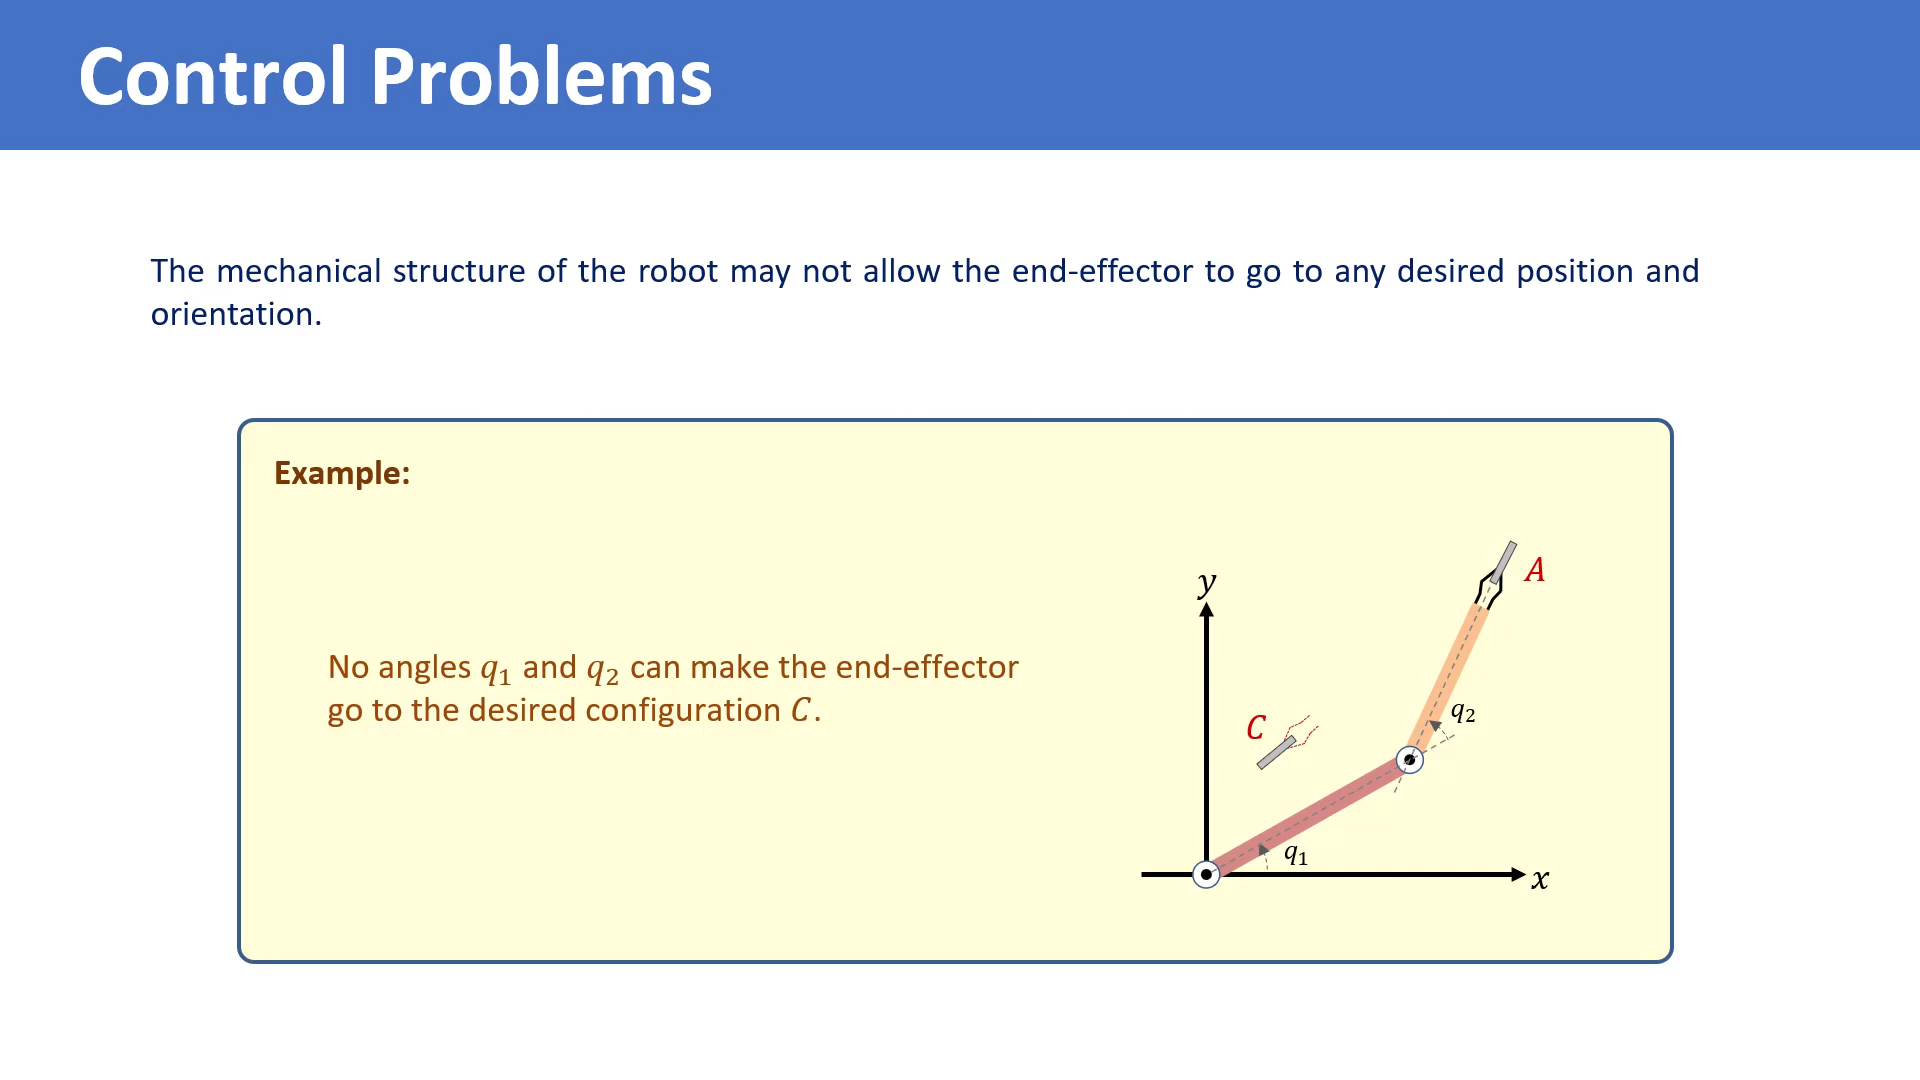 Control Problems
The mechanical structure of the robot may not allow the end-effector to go to any desired position and
orientation.
Example:
No angles q₁ and q₂ can make the end-effector
go to the desired configuration C.
y
A
C
q₂
q₁
x